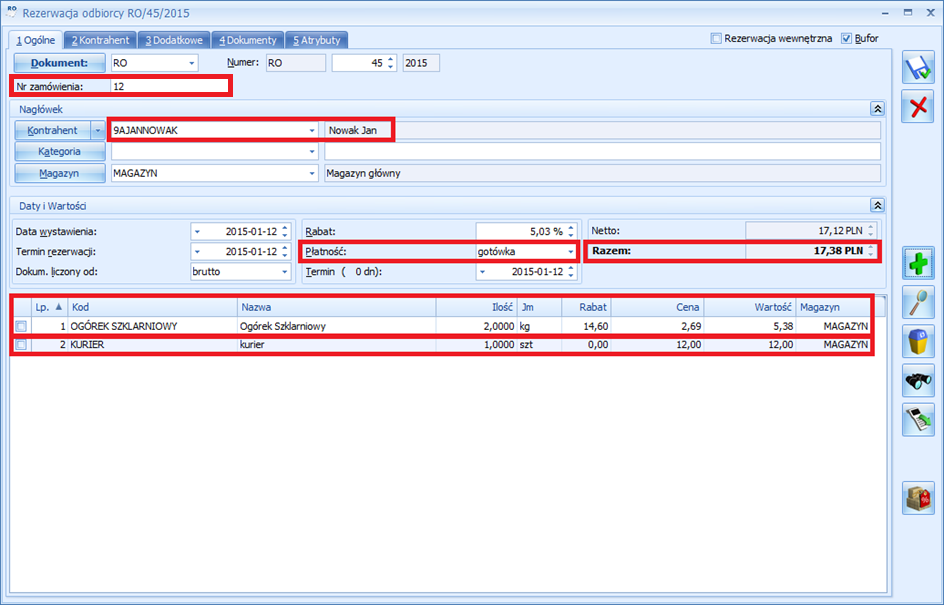 RO Rezerwacja odbiorcy RO/45/2015
1 Ogólne 2 Kontrahent 3 Dodatkowe 4 Dokumenty 5 Atrybuty Rezerwacja wewnętrzna Bufor
Dokument: RO Numer: RO 45 2015
Nr zamówienia: 12
Nagłówek
Kontrahent 9AJANNOWAK Nowak Jan
Kategoria
Magazyn MAGAZYN Magazyn główny
Daty i Wartości
Data wystawienia: 2015-01-12 Rabat: 5,03 % Netto: 17,12 PLN
Termin rezerwacji: 2015-01-12 Płatność: gotówka Razem: 17,38 PLN
Dokum. liczony od: brutto Termin ( 0 dn): 2015-01-12
Lp. Kod Nazwa Ilość Jm Rabat Cena Wartość Magazyn
1 OGÓREK SZKLARNIOWY Ogórek Szklarniowy 2,0000 kg 14,60 2,69 5,38 MAGAZYN
2 KURIER kurier 1,0000 szt 0,00 12,00 12,00 MAGAZYN